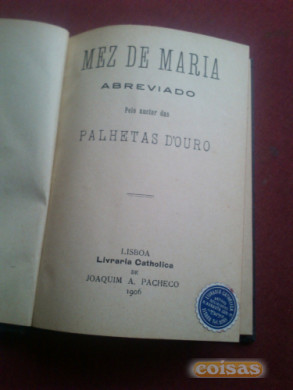 MEZ DE MARIA
ABREVIADO
Pelo auctor das
PALHETAS D'OURO
LISBOA
Livraria Catholica
DE
JOAQUIM A. PACHECO
1906
coisas